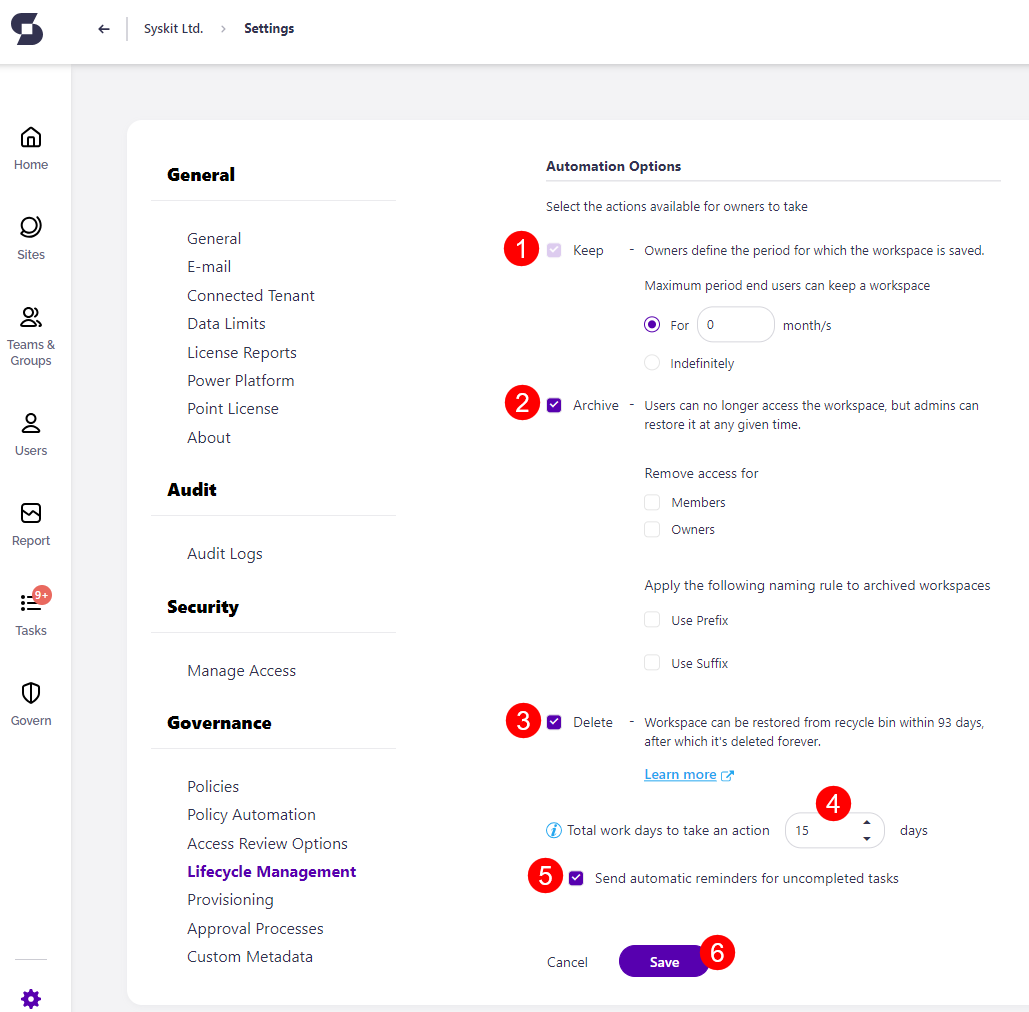 Syskit Ltd. > Settings
Home
Sites
Teams &
Groups
Users
Report
9+
Tasks
Govern
General
General
E-mail
Connected Tenant
Data Limits
License Reports
Power Platform
Point License
About
Audit
Audit Logs
Security
Manage Access
Governance
Policies
Policy Automation
Access Review Options
Lifecycle Management
Provisioning
Approval Processes
Custom Metadata
Automation Options
Select the actions available for owners to take
1 Keep - Owners define the period for which the workspace is saved.
Maximum period end users can keep a workspace
For 0 month/s
Indefinitely
2 Archive - Users can no longer access the workspace, but admins can
restore it at any given time.
Remove access for
Members
Owners
Apply the following naming rule to archived workspaces
Use Prefix
Use Suffix
3 Delete - Workspace can be restored from recycle bin within 93 days,
after which it's deleted forever.
Learn more
4
i Total work days to take an action 15 days
5 Send automatic reminders for uncompleted tasks
Cancel Save 6